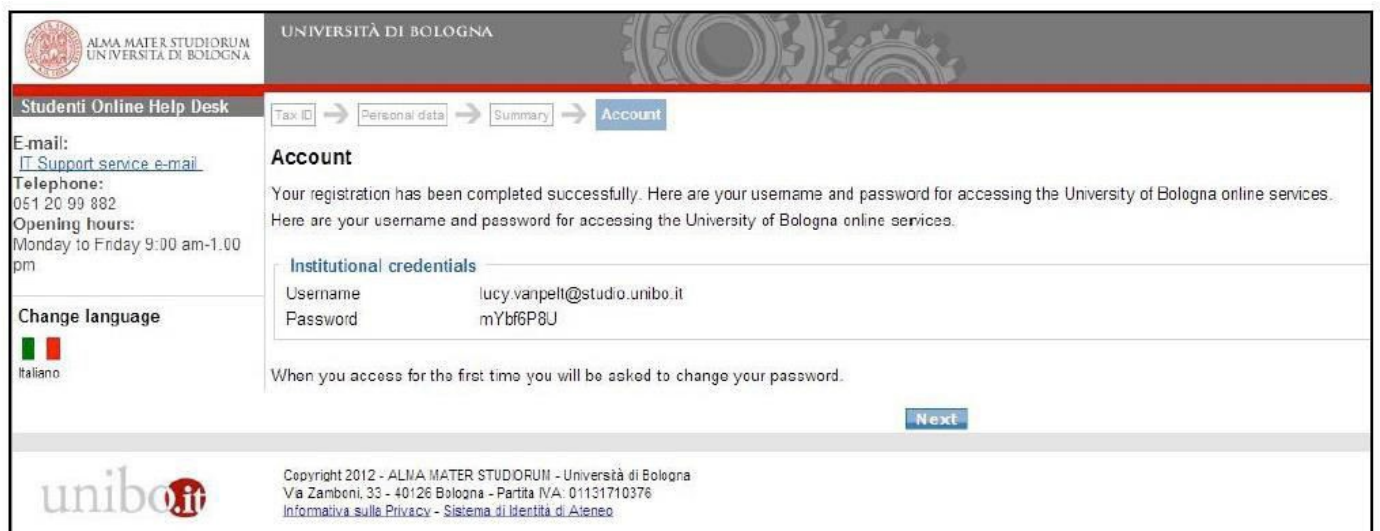 ALMA MATER STUDIORUM
UNIVERSITÀ DI BOLOGNA
UNIVERSITÀ DI BOLOGNA
Studenti Online Help Desk
E-mail:
IT Support service e-mail
Telephone:
051 20 99 882
Opening hours:
Monday to Friday 9:00 am-1.00
pm
Change language
Italiano
Tax ID
Personal data
Summary
Account
Account
Your registration has been completed successfully. Here are your username and password for accessing the University of Bologna online services.
Here are your username and password for accessing the University of Bologna online services.
Institutional credentials
Username lucy.vanpelt@studio.unibo.it
Password mYbf6P8U
When you access for the first time you will be asked to change your password.
Next
unibo.it
Copyright 2012 - ALMA MATER STUDIORUM - Università di Bologna
Via Zamboni, 33 - 40126 Bologna - Partita IVA: 01131710376
Informativa sulla Privacy - Sistema di Identità di Ateneo